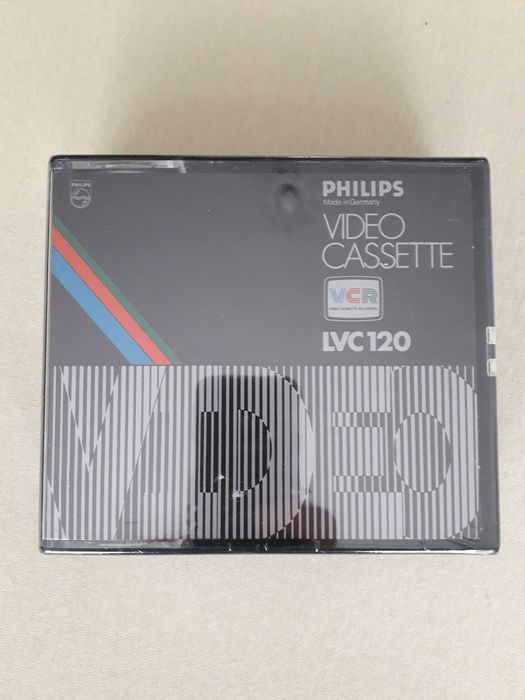 PHILIPS
PHILIPS
Made in Germany
VIDEO
CASSETTE
VCR
VIDEO CASSETTE RECORDING
LVC 120
VIDEO